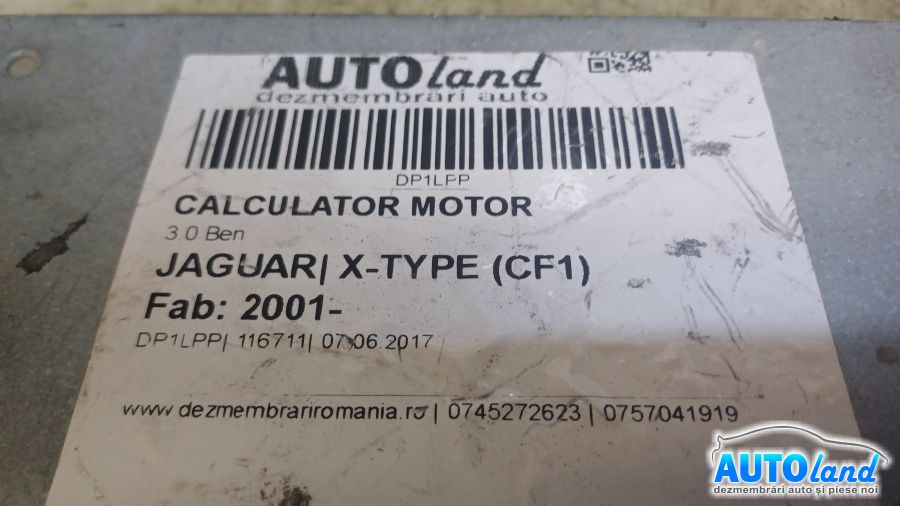 AUTOland
dezmembrări auto
DP1LPP
CALCULATOR MOTOR
3.0 Ben
JAGUAR| X-TYPE (CF1)
Fab: 2001-
DP1LPP| 116711| 07.06.2017
www.dezmembrariromania.ro | 0745272623 | 0757041919
AUTOland
dezmembrări auto și piese noi